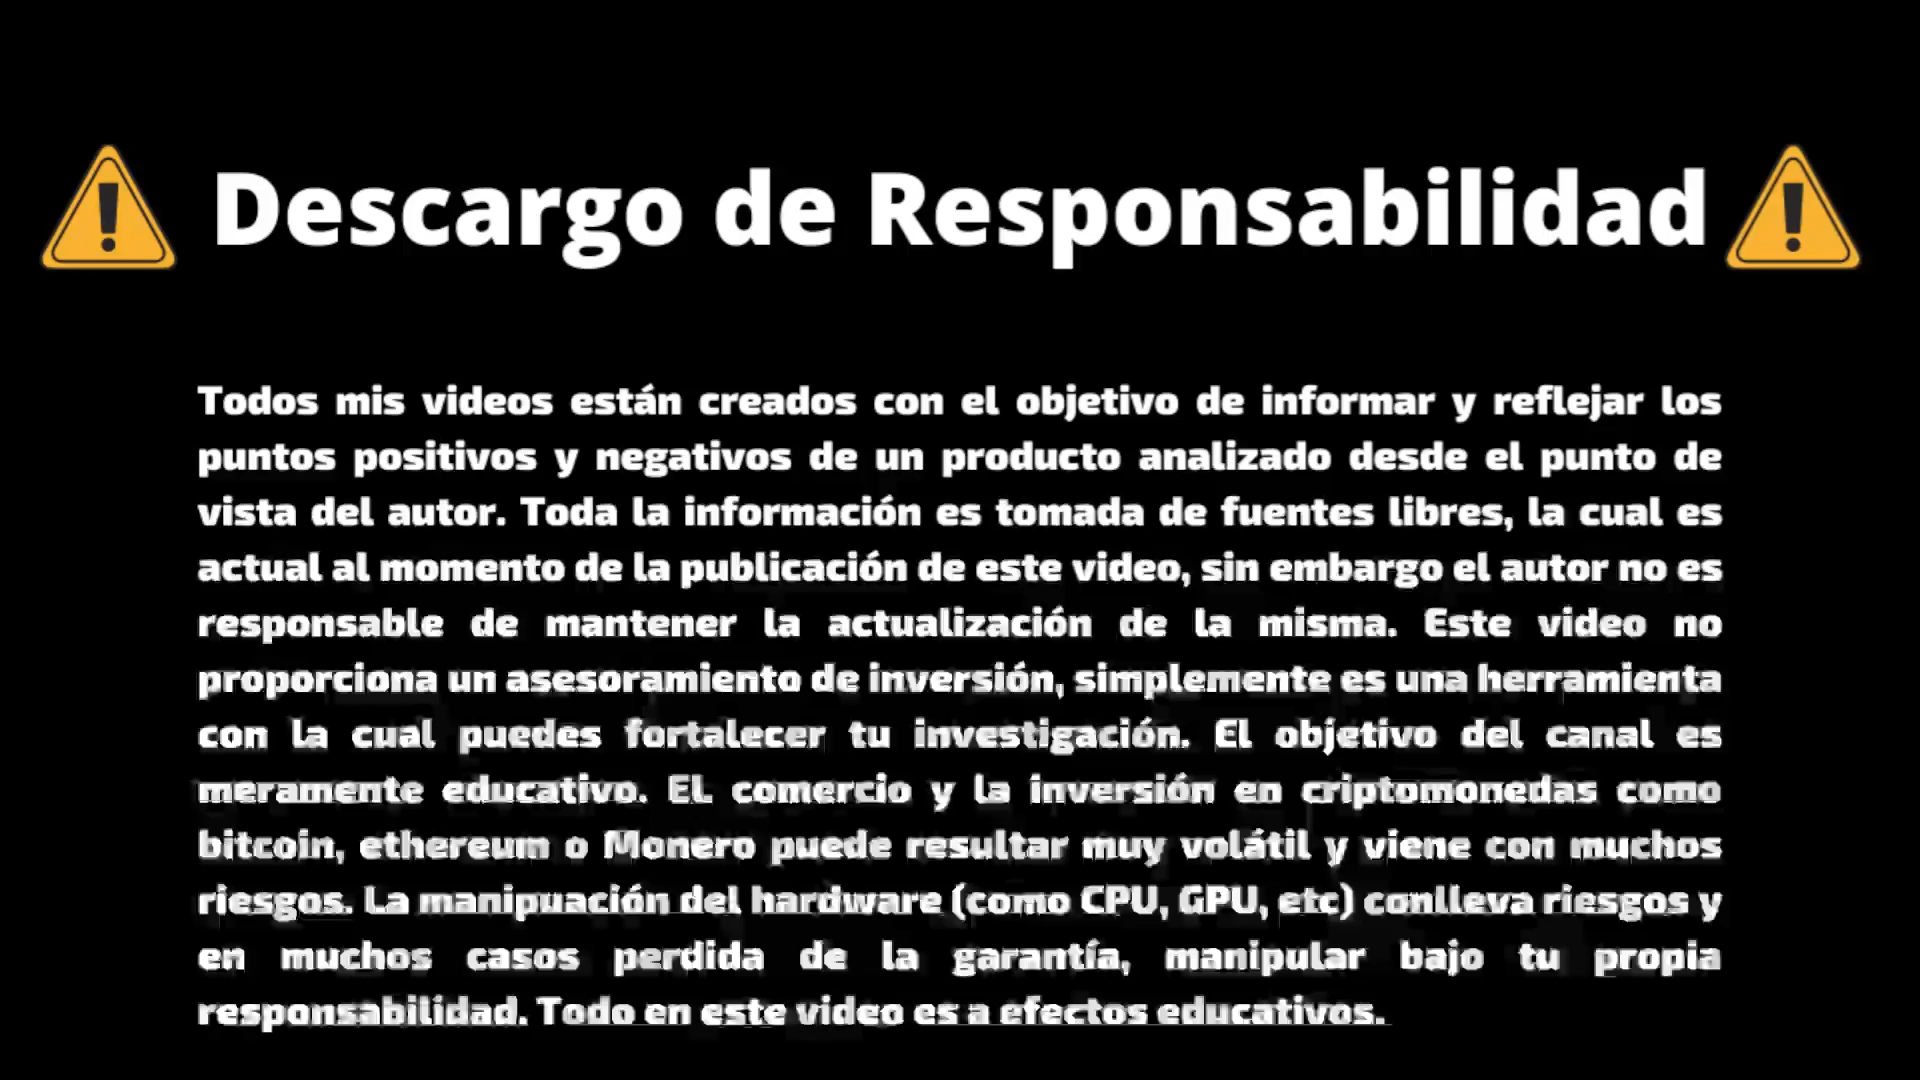 Descargo de Responsabilidad
Todos mis videos están creados con el objetivo de informar y reflejar los
puntos positivos y negativos de un producto analizado desde el punto de
vista del autor. Toda la información es tomada de fuentes libres, la cual es
actual al momento de la publicación de este video, sin embargo el autor no es
responsable de mantener la actualización de la misma. Este video no
proporciona un asesoramiento de inversión, simplemente es una herramienta
con la cual puedes fortalecer tu investigación. El objetivo del canal es
meramente educativo. El comercio y la inversión en criptomonedas como
bitcoin, ethereum o Monero puede resultar muy volátil y viene con muchos
riesgos. La manipuación del hardware (como CPU, GPU, etc) conlleva riesgos y
en muchos casos perdida de la garantía, manipular bajo tu propia
responsabilidad. Todo en este video es a efectos educativos.